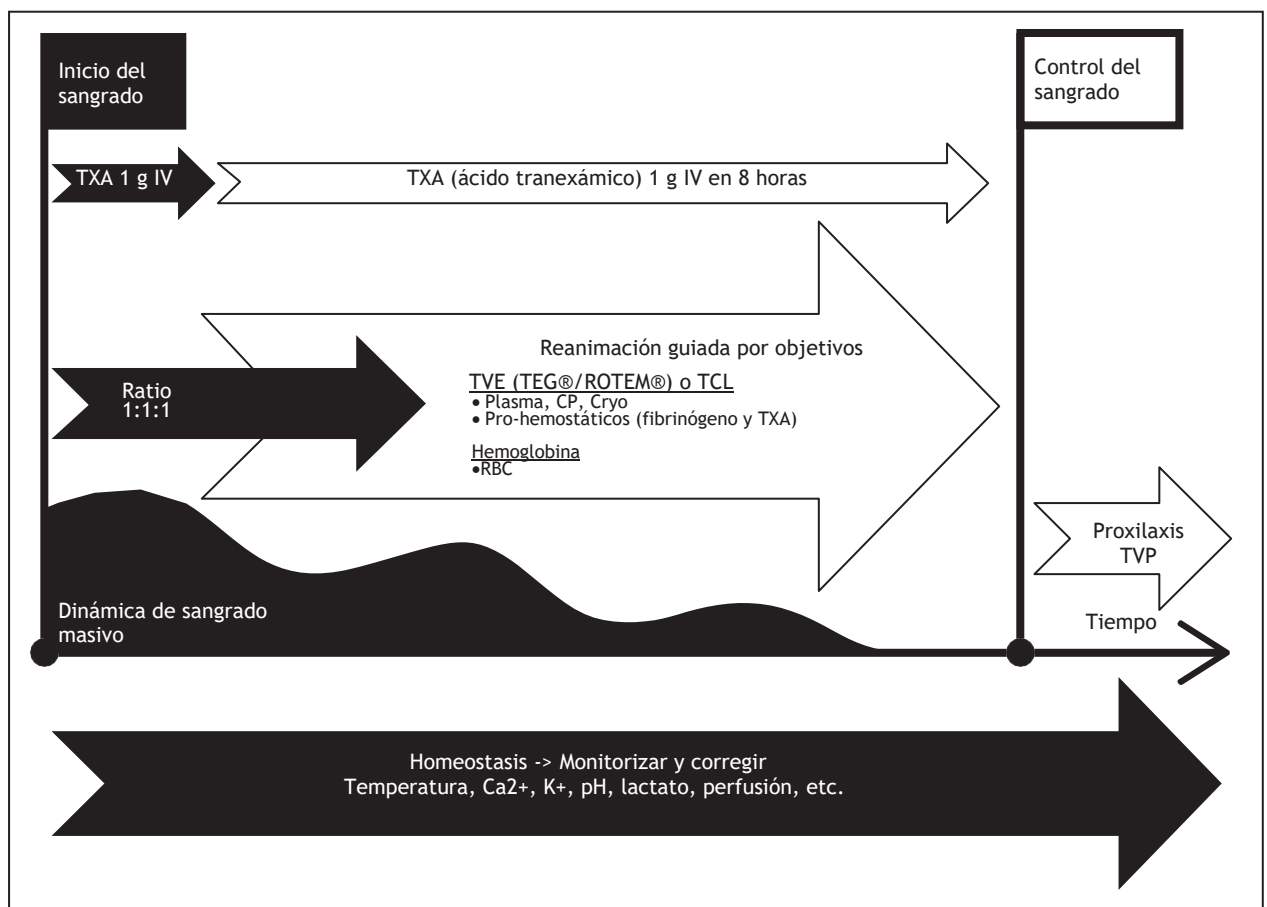 Inicio del
sangrado
Control del
sangrado
TXA 1 g IV
TXA (ácido tranexámico) 1 g IV en 8 horas
Reanimación guiada por objetivos
Ratio
1:1:1
TVE (TEG®/ROTEM®) o TCL
• Plasma, CP, Cryo
• Pro-hemostáticos (fibrinógeno y TXA)
Hemoglobina
•RBC
Proxilaxis
TVP
Dinámica de sangrado
masivo
Tiempo
Homeostasis -> Monitorizar y corregir
Temperatura, Ca2+, K+, pH, lactato, perfusión, etc.